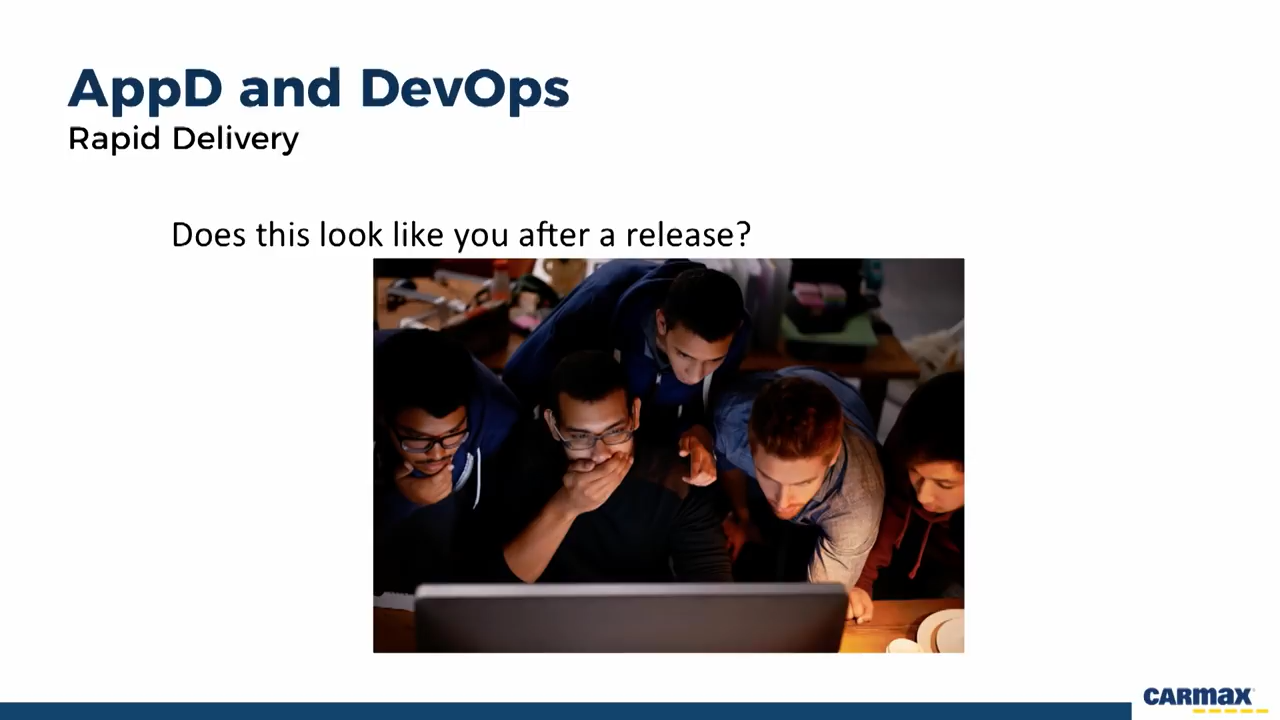 AppD and DevOps
Rapid Delivery
Does this look like you after a release?
CARMAX